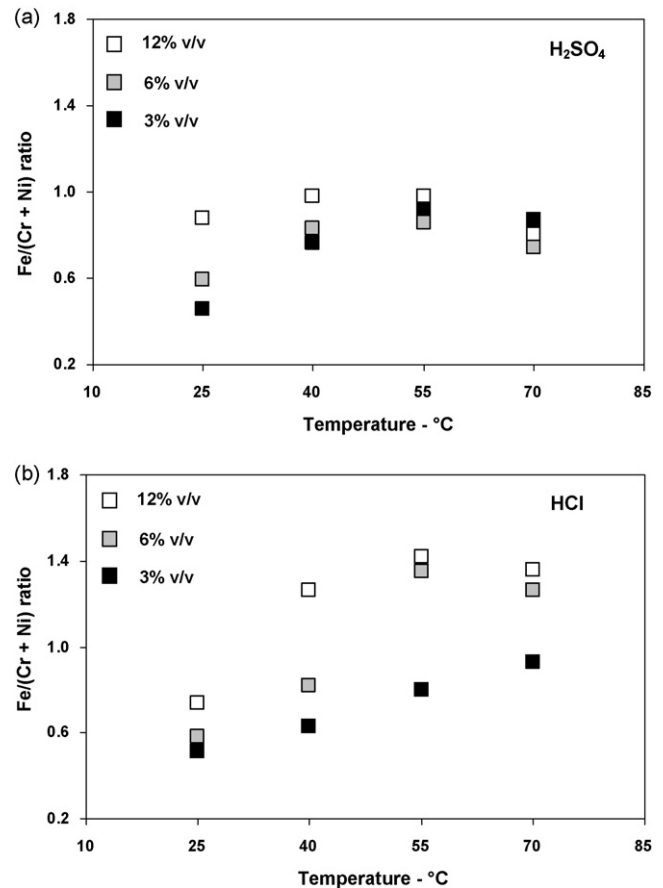 (a)
1.8
12% v/v
H₂SO₄
6% v/v
1.4
3% v/v
Fe/(Cr + Ni) ratio
1.0
0.6
0.2
10 25 40 55 70 85
Temperature - °C
(b)
1.8
12% v/v
HCl
6% v/v
1.4
3% v/v
Fe/(Cr + Ni) ratio
1.0
0.6
0.2
10 25 40 55 70 85
Temperature - °C